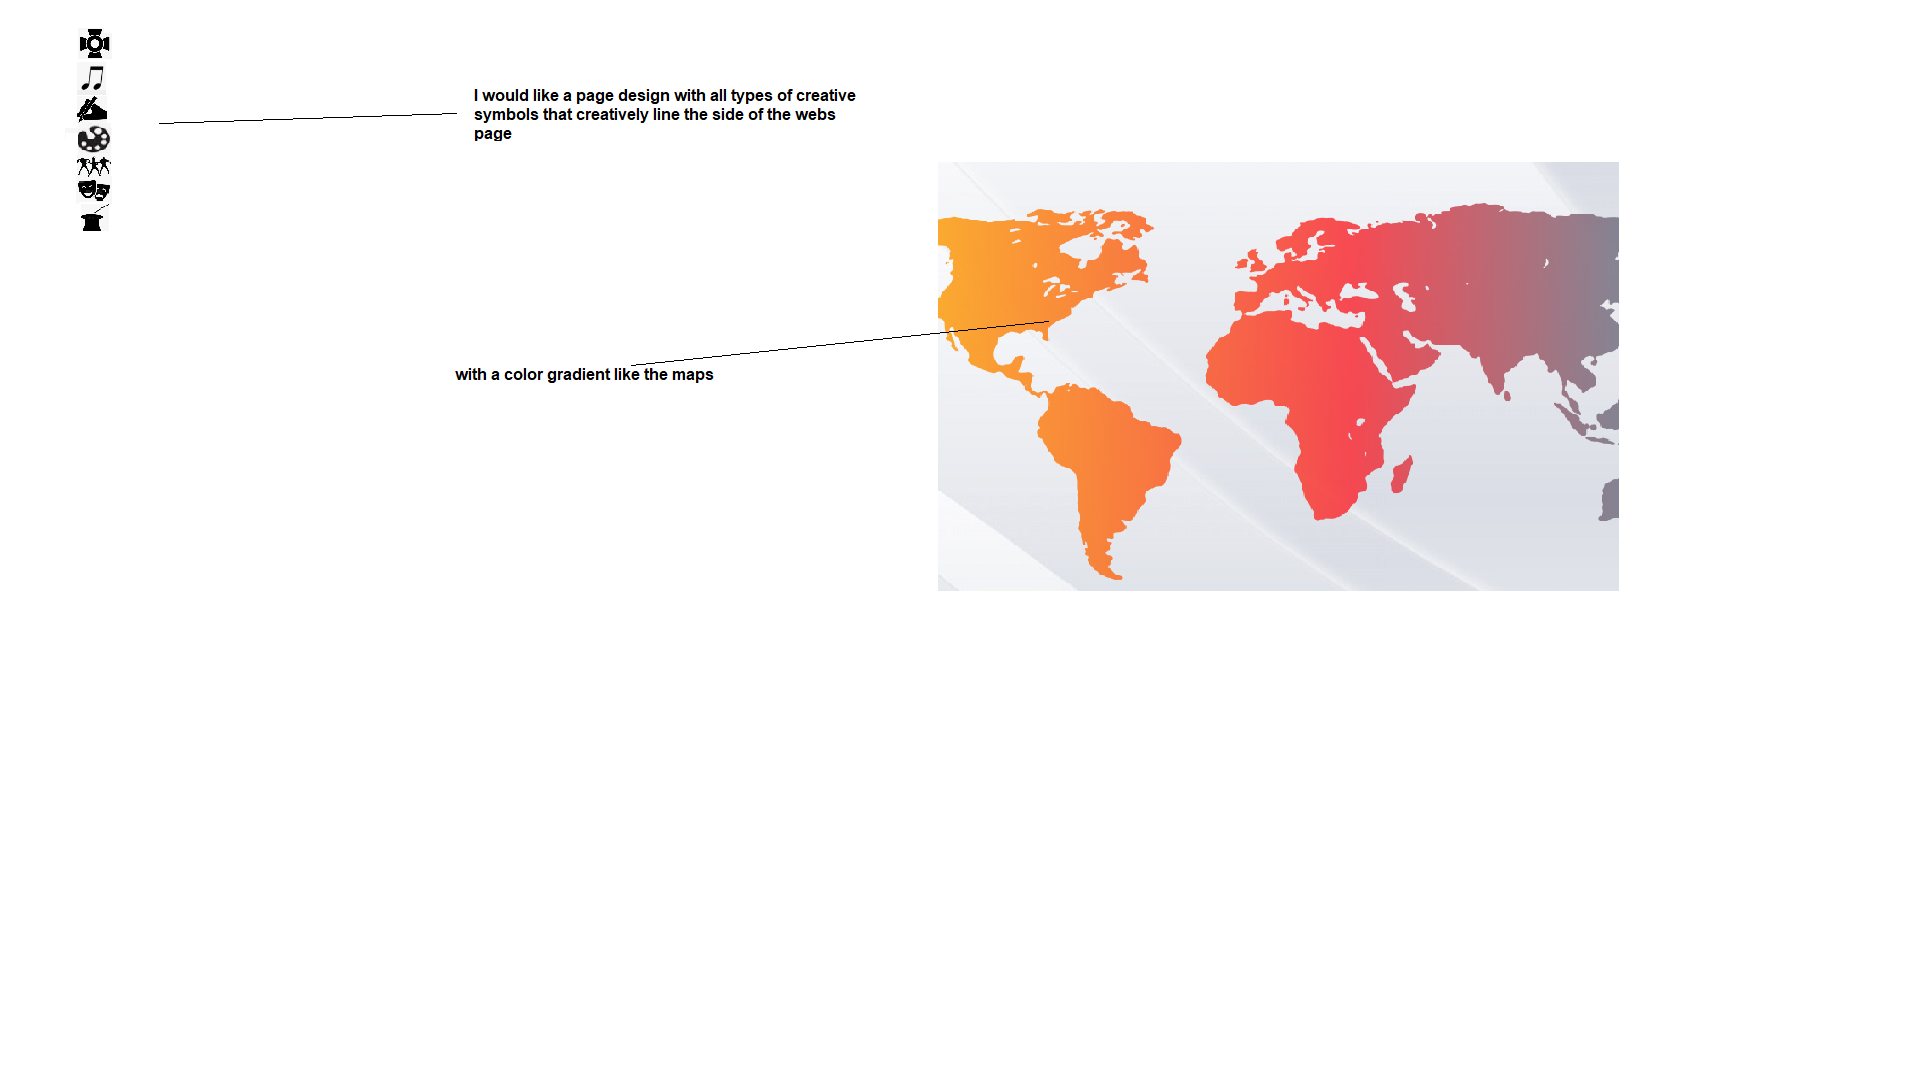 I would like a page design with all types of creative
symbols that creatively line the side of the webs
page
with a color gradient like the maps